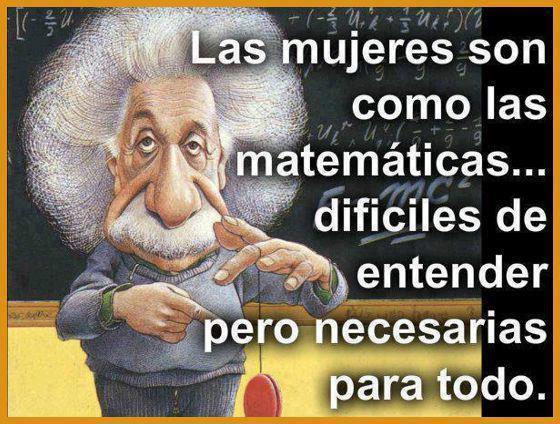 Las mujeres son
como las
matemáticas...
dificiles de
entender
pero necesarias
para todo.